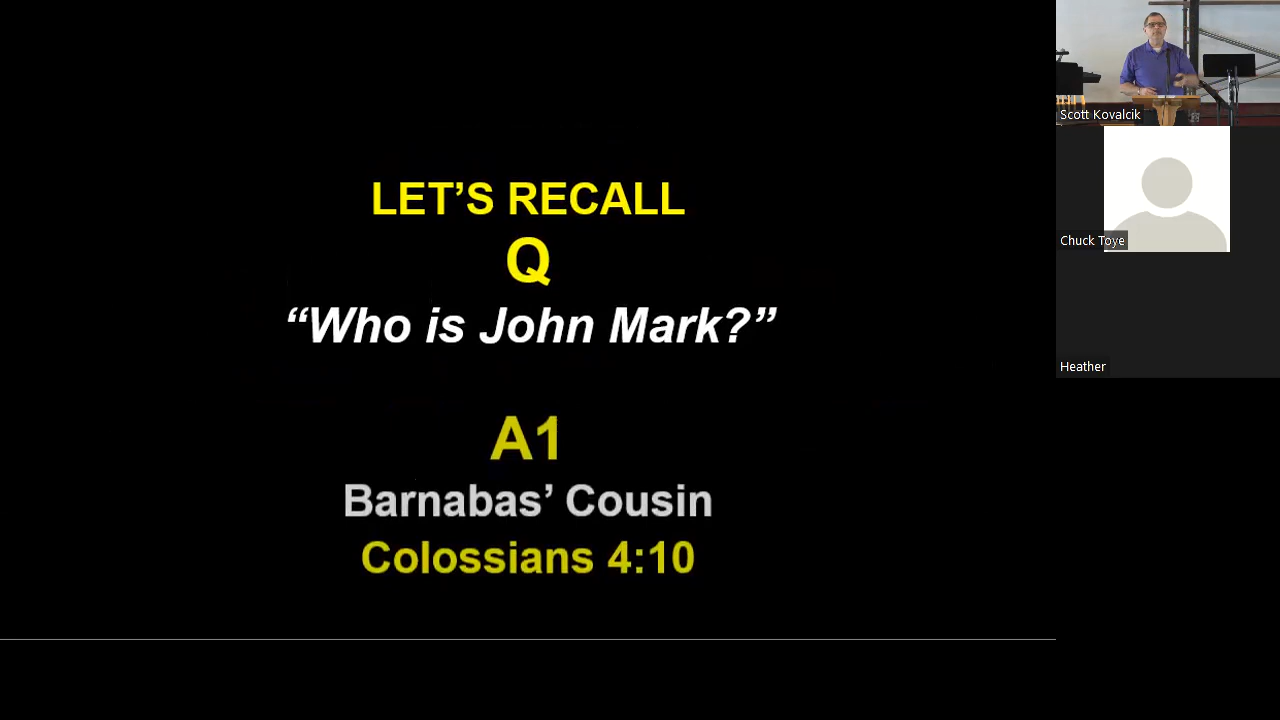 LET’S RECALL
Q
“Who is John Mark?”
A1
Barnabas’ Cousin
Colossians 4:10
Scott Kovalcik
Chuck Toye
Heather